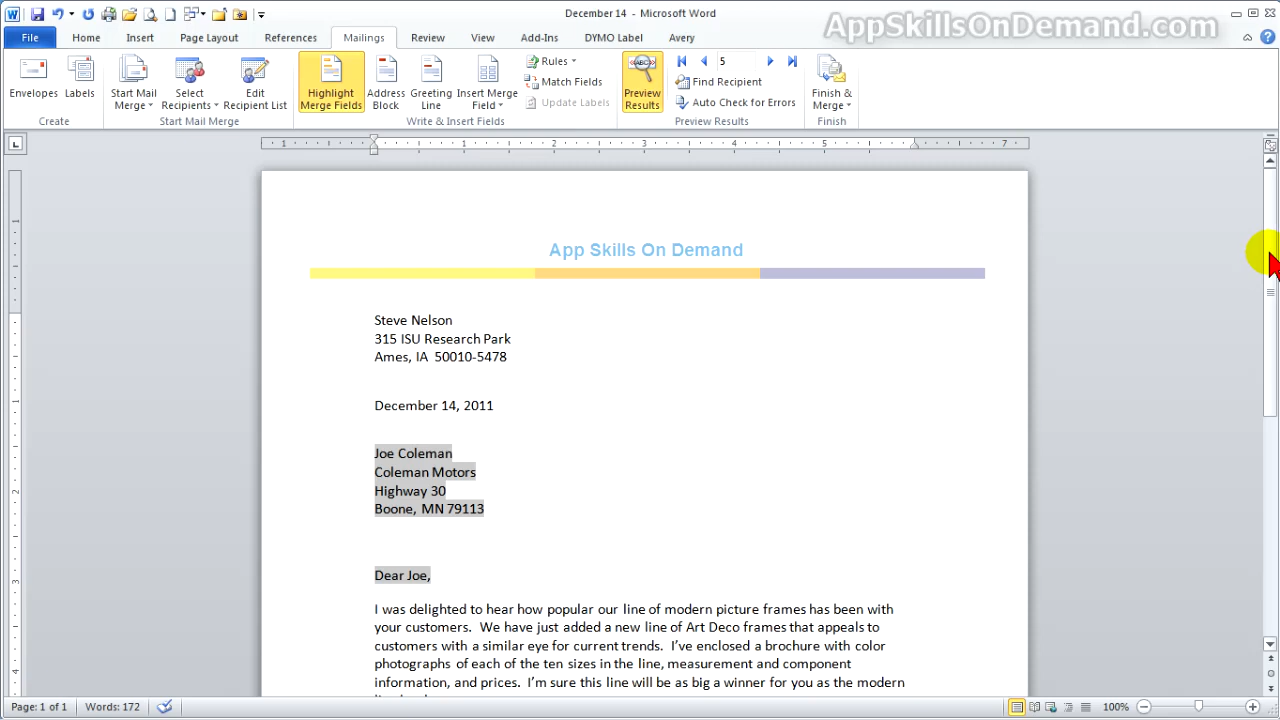 December 14 - Microsoft Word
AppSkillsOnDemand.com
File Home Insert Page Layout References Mailings Review View Add-Ins DYMO Label Avery
Envelopes Labels
Create
Start Mail Merge Select Recipients Edit Recipient List
Start Mail Merge
Highlight Merge Fields Address Block Greeting Line Insert Merge Field
Rules
Match Fields
Update Labels
Write & Insert Fields
Preview Results
5
Find Recipient
Auto Check for Errors
Preview Results
Finish & Merge
Finish
1 1 2 3 4 5 7
App Skills On Demand
Steve Nelson
315 ISU Research Park
Ames, IA 50010-5478
December 14, 2011
Joe Coleman
Coleman Motors
Highway 30
Boone, MN 79113
Dear Joe,
I was delighted to hear how popular our line of modern picture frames has been with
your customers. We have just added a new line of Art Deco frames that appeals to
customers with a similar eye for current trends. I've enclosed a brochure with color
photographs of each of the ten sizes in the line, measurement and component
information, and prices. I'm sure this line will be as big a winner for you as the modern
Page: 1 of 1 Words: 172 100%